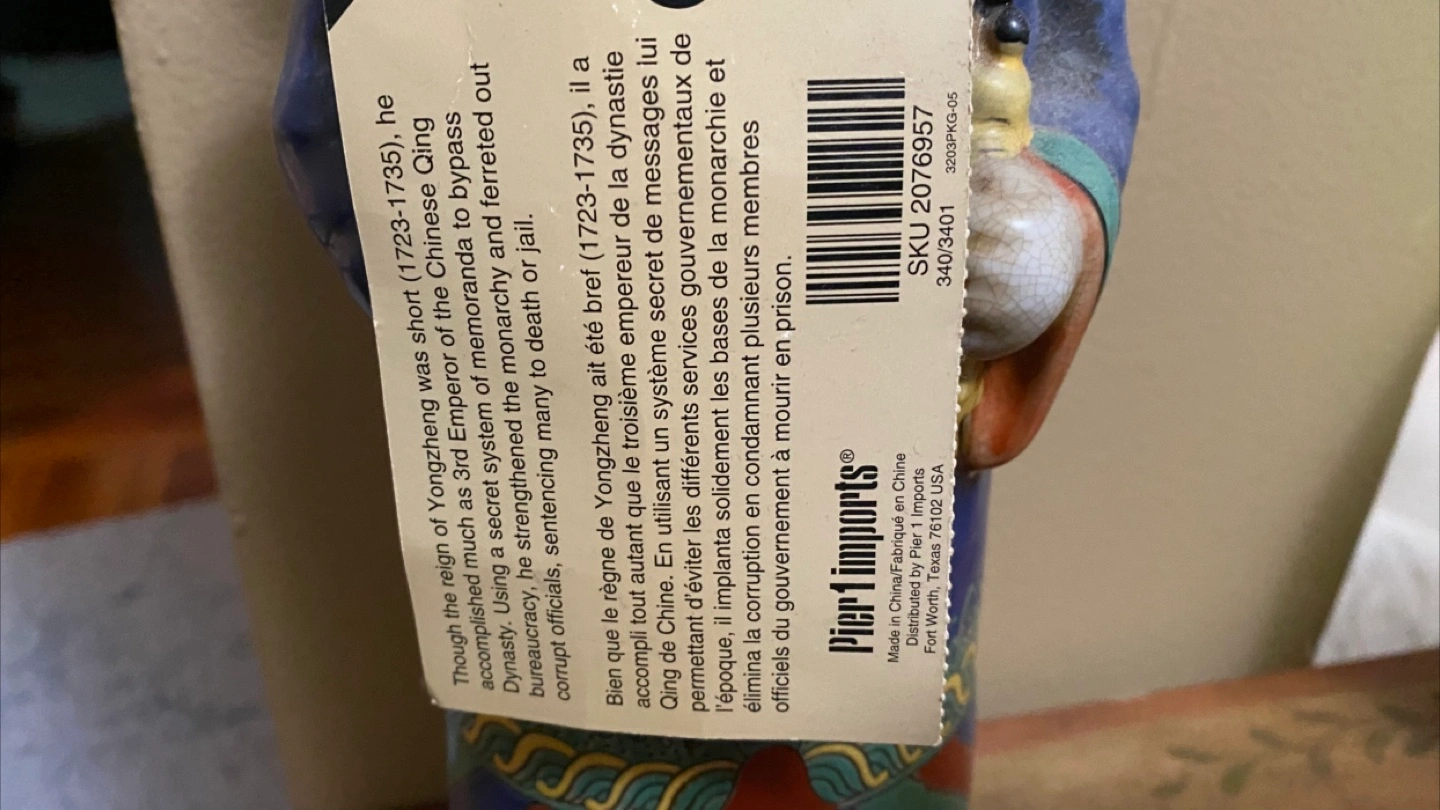 Though the reign of Yongzheng was short (1723-1735), he
accomplished much as 3rd Emperor of the Chinese Qing
Dynasty. Using a secret system of memoranda to bypass
bureaucracy, he strengthened the monarchy and ferreted out
corrupt officials, sentencing many to death or jail.
Bien que le règne de Yongzheng ait été bref (1723-1735), il a
accompli tout autant que le troisième empereur de la dynastie
Qing de Chine. En utilisant un système secret de messages lui
permettant d'éviter les différents services gouvernementaux de
l'époque, il implanta solidement les bases de la monarchie et
élimina la corruption en condamnant plusieurs membres
officiels du gouvernement à mourir en prison.
Pier 1 imports®
Made in China/Fabriqué en Chine
Distributed by Pier 1 Imports
Fort Worth, Texas 76102 USA
SKU 2076957
340/3401 3203PKG-05